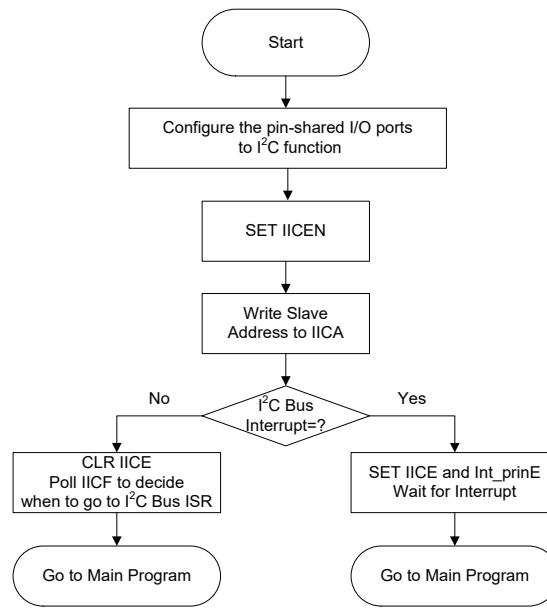 Start
Configure the pin-shared I/O ports
to I²C function
SET IICEN
Write Slave
Address to IICA
I²C Bus
Interrupt=?
No
Yes
CLR IICE
Poll IICF to decide
when to go to I²C Bus ISR
SET IICE and Int_prinE
Wait for Interrupt
Go to Main Program
Go to Main Program